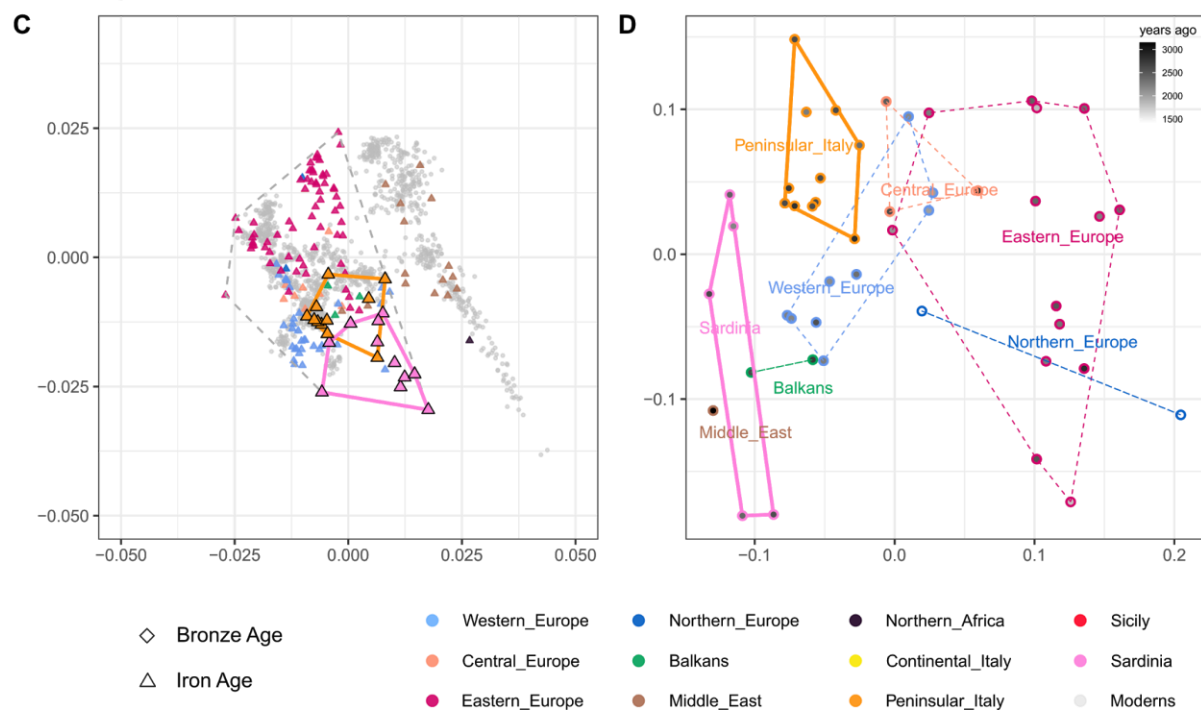 C
D
0.025
0.000
−0.025
−0.050
−0.050
−0.025
0.000
0.025
0.050
0.1
0.0
−0.1
−0.1
0.0
0.1
0.2
years ago
3000
2500
2000
1500
Peninsular_Italy
Central_Europe
Eastern_Europe
Western_Europe
Sardinia
Northern_Europe
Balkans
Middle_East
Bronze Age
Iron Age
Western_Europe
Northern_Europe
Northern_Africa
Sicily
Central_Europe
Balkans
Continental_Italy
Sardinia
Eastern_Europe
Middle_East
Peninsular_Italy
Moderns